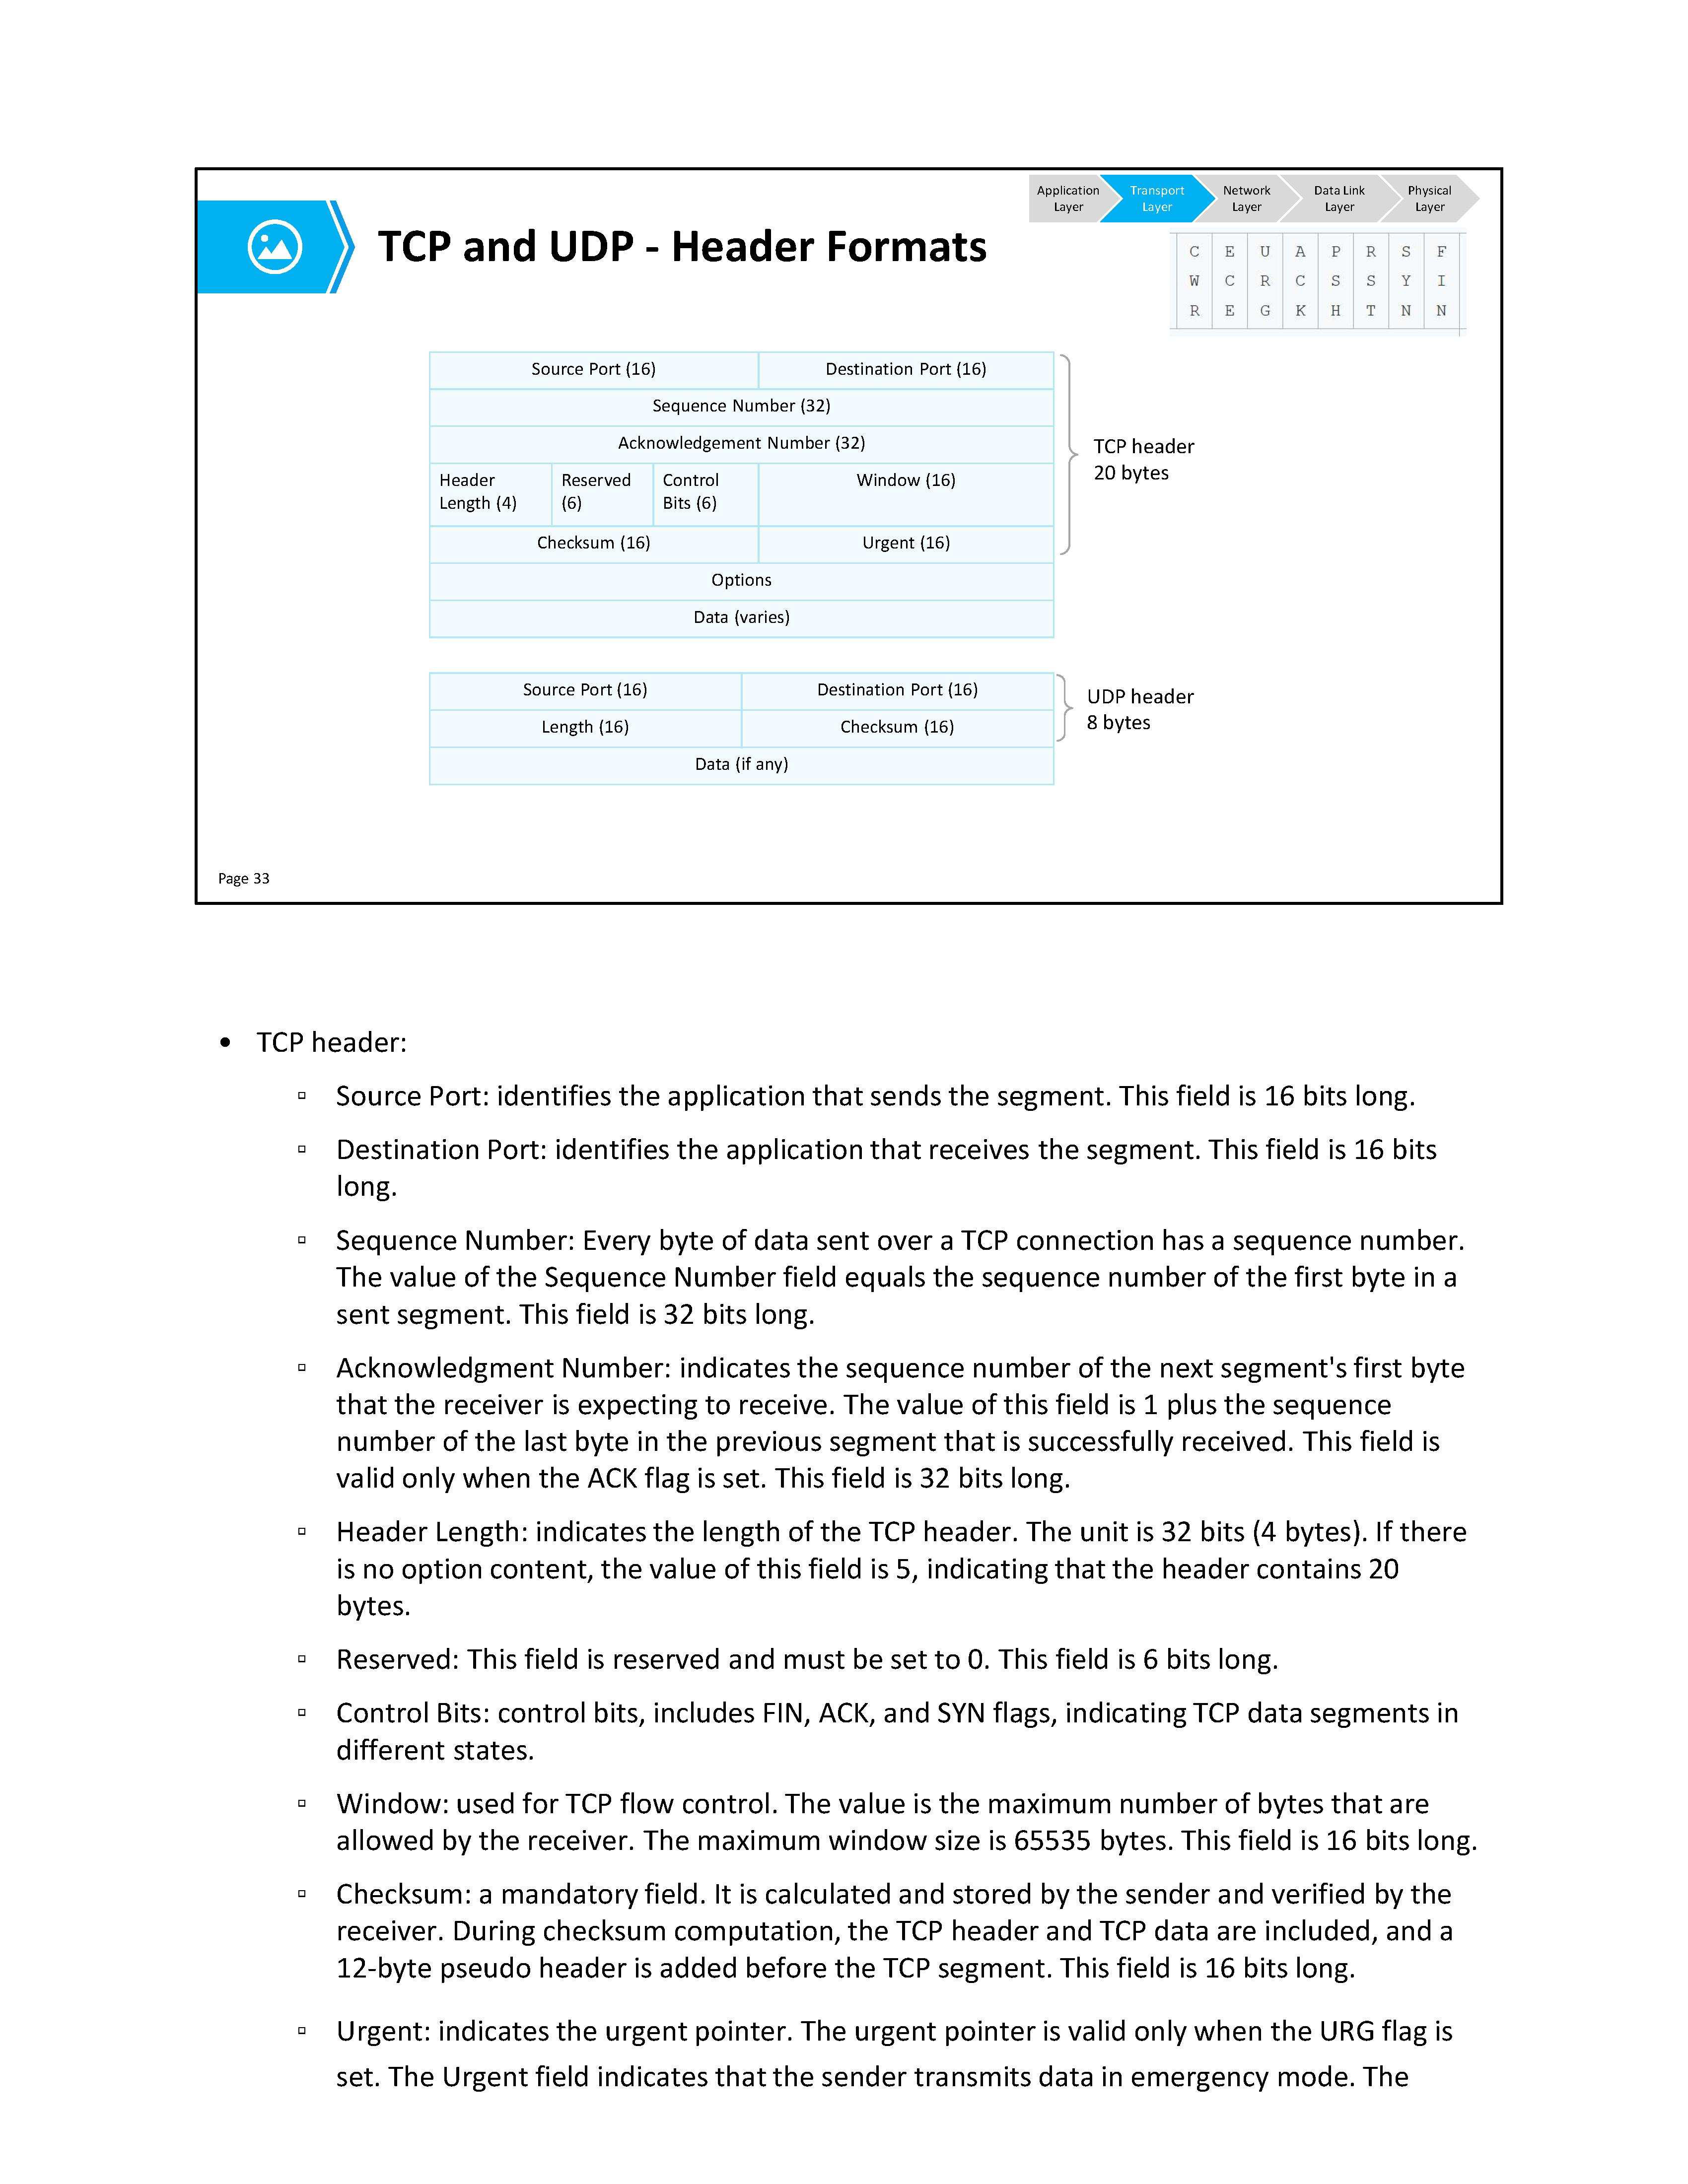 Application Layer
Transport Layer
Network Layer
Data Link Layer
Physical Layer
TCP and UDP - Header Formats
C E U A P R S F
W C R C S S Y I
R E G K H T N N
Source Port (16) Destination Port (16)
Sequence Number (32)
Acknowledgement Number (32)
Header Length (4) Reserved (6) Control Bits (6) Window (16)
Checksum (16) Urgent (16)
Options
Data (varies)
TCP header
20 bytes
Source Port (16) Destination Port (16)
Length (16) Checksum (16)
Data (if any)
UDP header
8 bytes
Page 33
• TCP header:
▫ Source Port: identifies the application that sends the segment. This field is 16 bits long.
▫ Destination Port: identifies the application that receives the segment. This field is 16 bits
long.
▫ Sequence Number: Every byte of data sent over a TCP connection has a sequence number.
The value of the Sequence Number field equals the sequence number of the first byte in a
sent segment. This field is 32 bits long.
▫ Acknowledgment Number: indicates the sequence number of the next segment's first byte
that the receiver is expecting to receive. The value of this field is 1 plus the sequence
number of the last byte in the previous segment that is successfully received. This field is
valid only when the ACK flag is set. This field is 32 bits long.
▫ Header Length: indicates the length of the TCP header. The unit is 32 bits (4 bytes). If there
is no option content, the value of this field is 5, indicating that the header contains 20
bytes.
▫ Reserved: This field is reserved and must be set to 0. This field is 6 bits long.
▫ Control Bits: control bits, includes FIN, ACK, and SYN flags, indicating TCP data segments in
different states.
▫ Window: used for TCP flow control. The value is the maximum number of bytes that are
allowed by the receiver. The maximum window size is 65535 bytes. This field is 16 bits long.
▫ Checksum: a mandatory field. It is calculated and stored by the sender and verified by the
receiver. During checksum computation, the TCP header and TCP data are included, and a
12-byte pseudo header is added before the TCP segment. This field is 16 bits long.
▫ Urgent: indicates the urgent pointer. The urgent pointer is valid only when the URG flag is
set. The Urgent field indicates that the sender transmits data in emergency mode. The